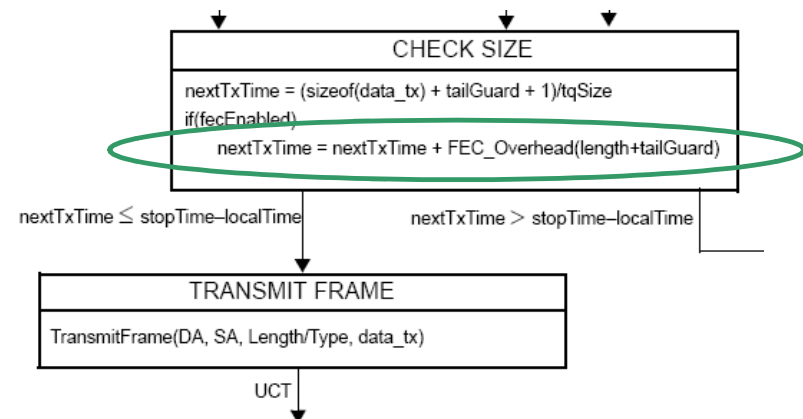 CHECK SIZE
nextTxTime = (sizeof(data_tx) + tailGuard + 1)/tqSize
if(fecEnabled)
nextTxTime = nextTxTime + FEC_Overhead(length+tailGuard)
nextTxTime ≤ stopTime–localTime
nextTxTime > stopTime–localTime
TRANSMIT FRAME
TransmitFrame(DA, SA, Length/Type, data_tx)
UCT